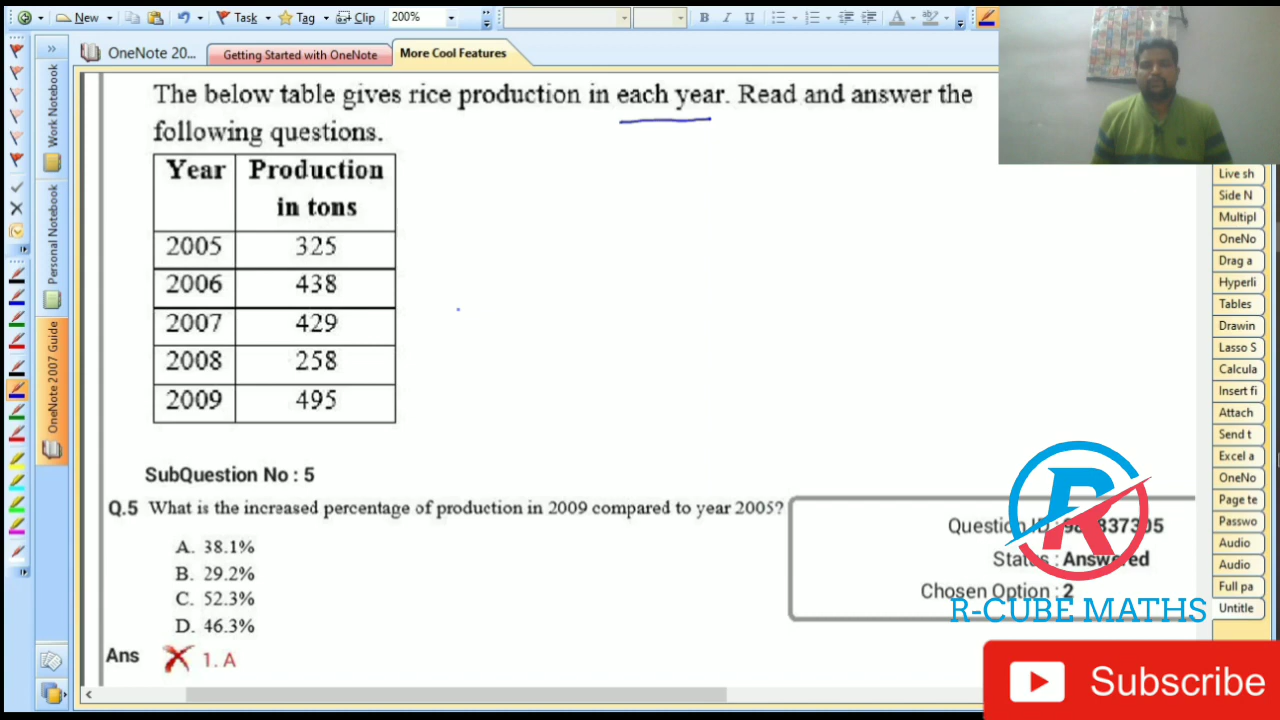 New
Task
Tag
Clip
200%
B I U
A
ab
OneNote 20...
Getting Started with OneNote
More Cool Features
»
Work Notebook
Personal Notebook
OneNote 2007 Guide
The below table gives rice production in each year. Read and answer the
following questions.
Year Production
in tons
2005 325
2006 438
2007 429
2008 258
2009 495
SubQuestion No : 5
Q.5 What is the increased percentage of production in 2009 compared to year 2005?
A. 38.1%
B. 29.2%
C. 52.3%
D. 46.3%
Ans 1. A
Question ID
837305
Status : Answered
Chosen Option : 2
R
R-CUBE MATHS
Subscribe
Live sh
Side N
Multipl
OneNo
Drag a
Hyperli
Tables
Drawin
Lasso S
Calcula
Insert fi
Attach
Send t
Excel a
OneNo
Page te
Passwo
Audio
Audio
Full pa
Untitle